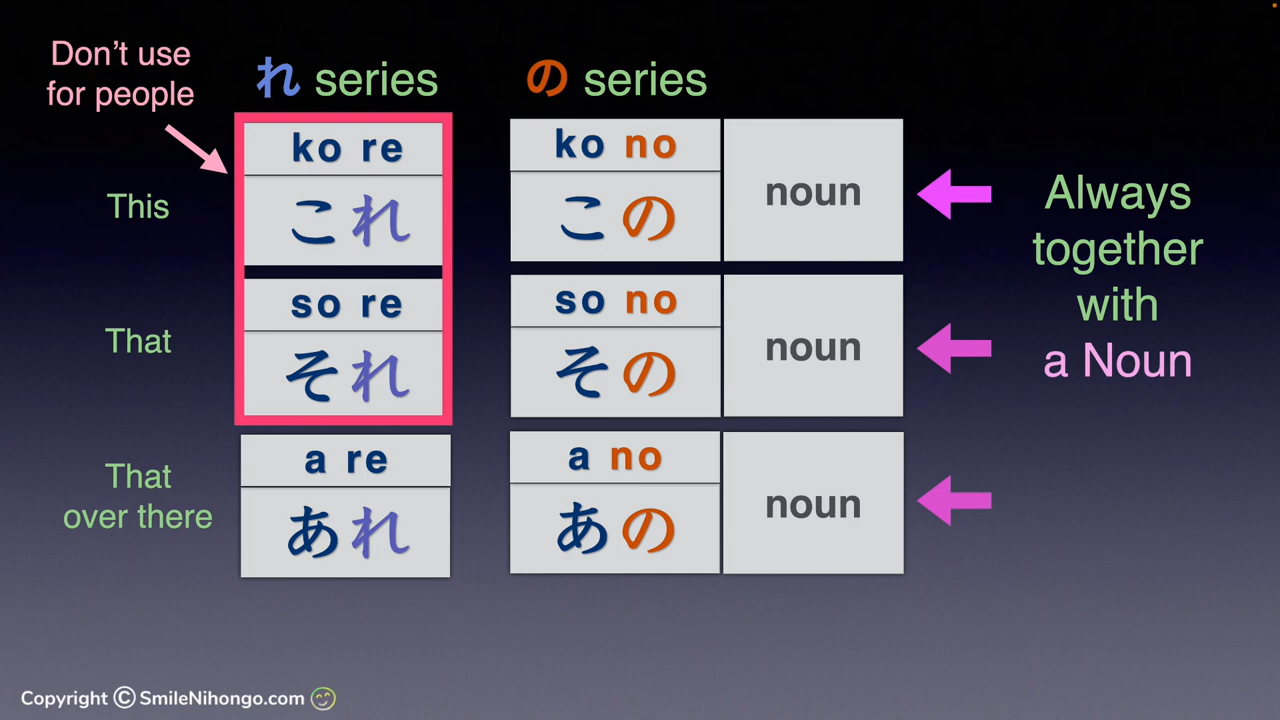 Don't use
for people
れ series
の series
ko re
ko no
noun
This
これ
この
Always
together
with
a Noun
so re
so no
noun
That
それ
その
a re
a no
noun
That
over there
あれ
あの
Copyright © SmileNihongo.com